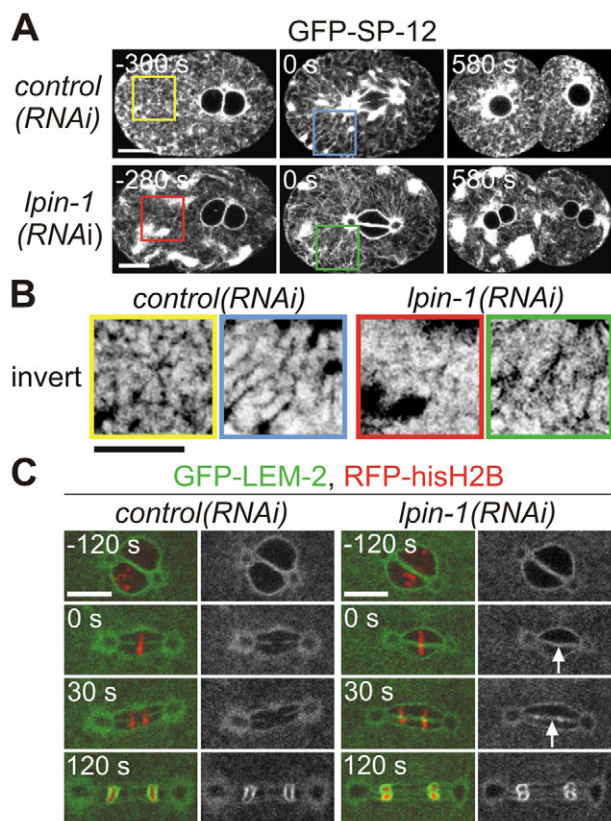 A
GFP-SP-12
control
(RNAi)
-300 s
0 s
580 s
lpin-1
(RNAi)
-280 s
0 s
580 s
B
control(RNAi)
lpin-1(RNAi)
invert
C
GFP-LEM-2, RFP-hisH2B
control(RNAi)
lpin-1(RNAi)
-120 s
-120 s
0 s
0 s
30 s
30 s
120 s
120 s